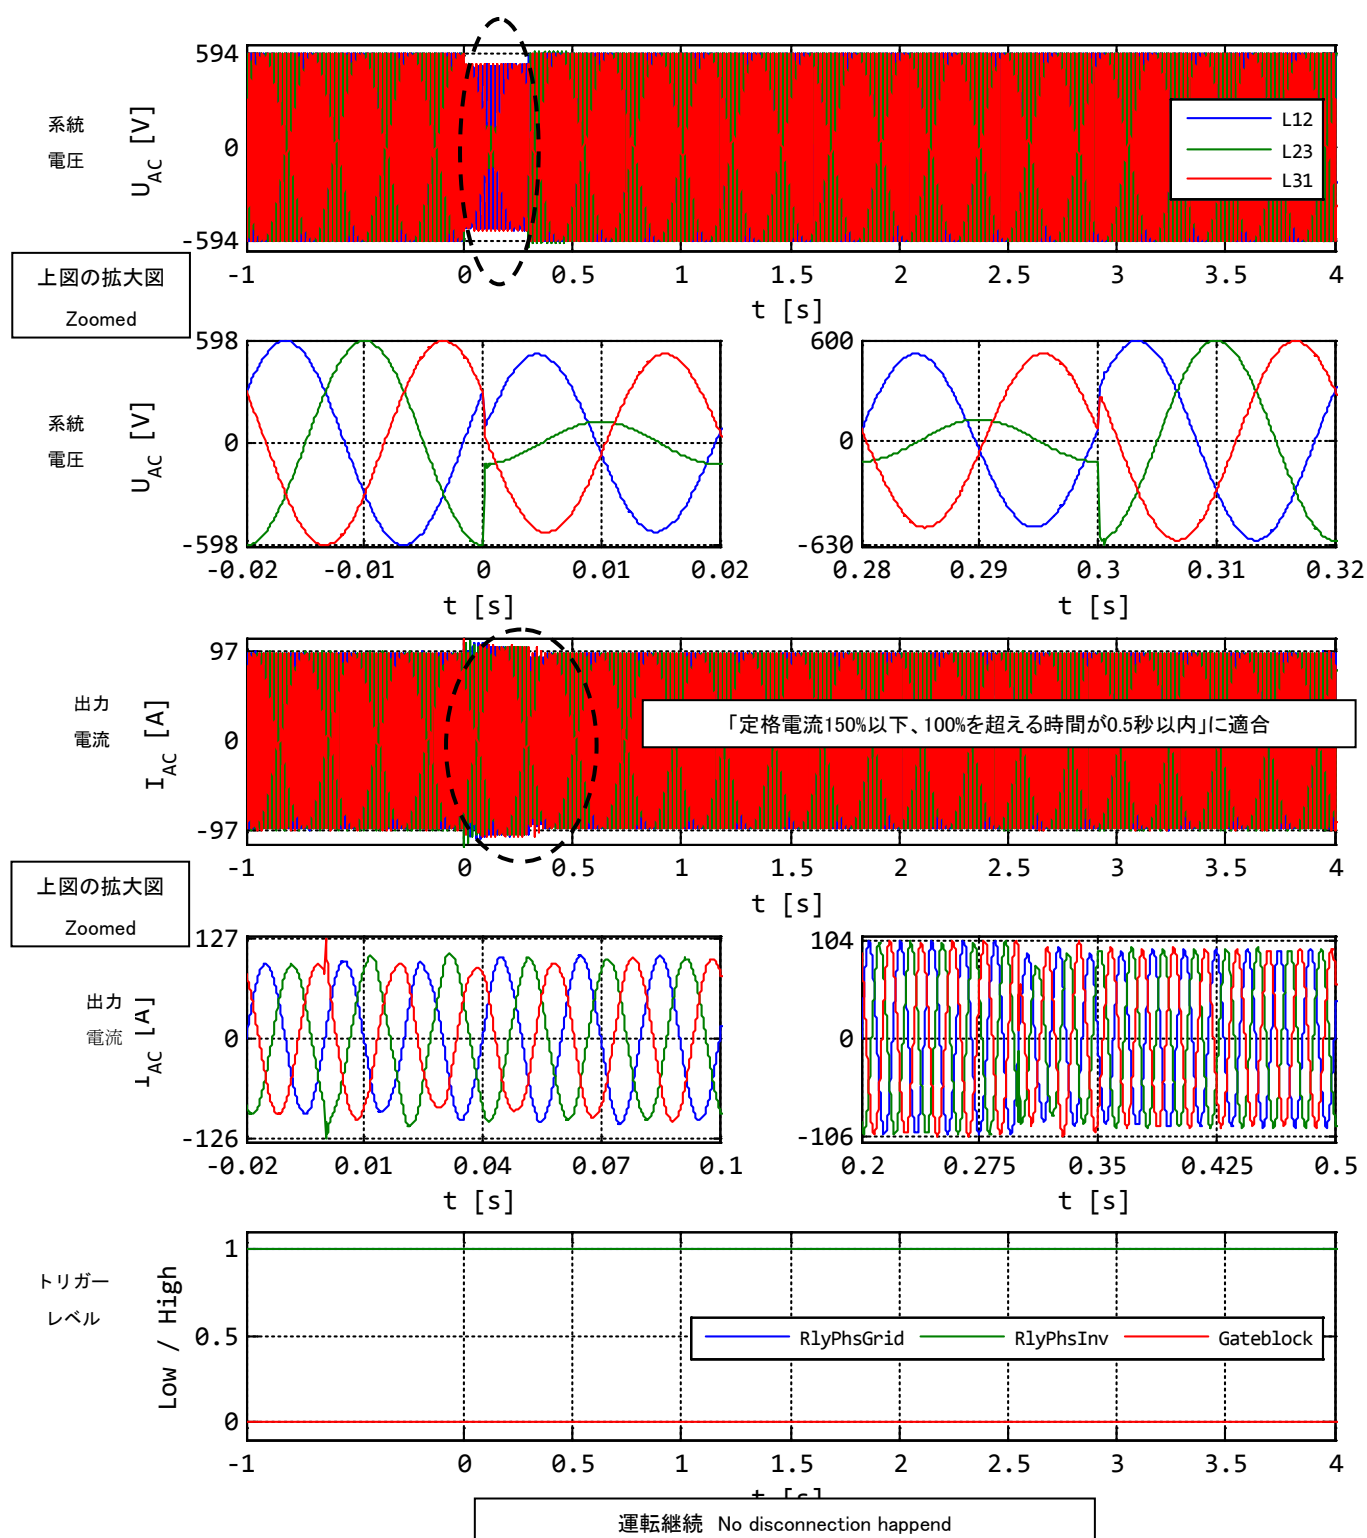 594
0
-594
系統
電圧
U_AC [V]
L12
L23
L31
-1 0 0.5 1 1.5 2 2.5 3 3.5 4
t [s]
上図の拡大図
Zoomed
598
0
-598
系統
電圧
U_AC [V]
-0.02 -0.01 0 0.01 0.02
t [s]
600
0
-630
0.28 0.29 0.3 0.31 0.32
t [s]
97
0
-97
出力
電流
I_AC [A]
「定格電流150%以下、100%を超える時間が0.5秒以内」に適合
-1 0 0.5 1 1.5 2 2.5 3 3.5 4
t [s]
上図の拡大図
Zoomed
127
0
-126
出力
電流
I_AC [A]
-0.02 0.01 0.04 0.07 0.1
t [s]
104
0
-106
0.2 0.275 0.35 0.425 0.5
t [s]
1
0.5
0
トリガー
レベル
Low / High
RlyPhsGrid RlyPhsInv Gateblock
-1 0 0.5 1 1.5 2 2.5 3 3.5 4
t [s]
運転継続 No disconnection happend